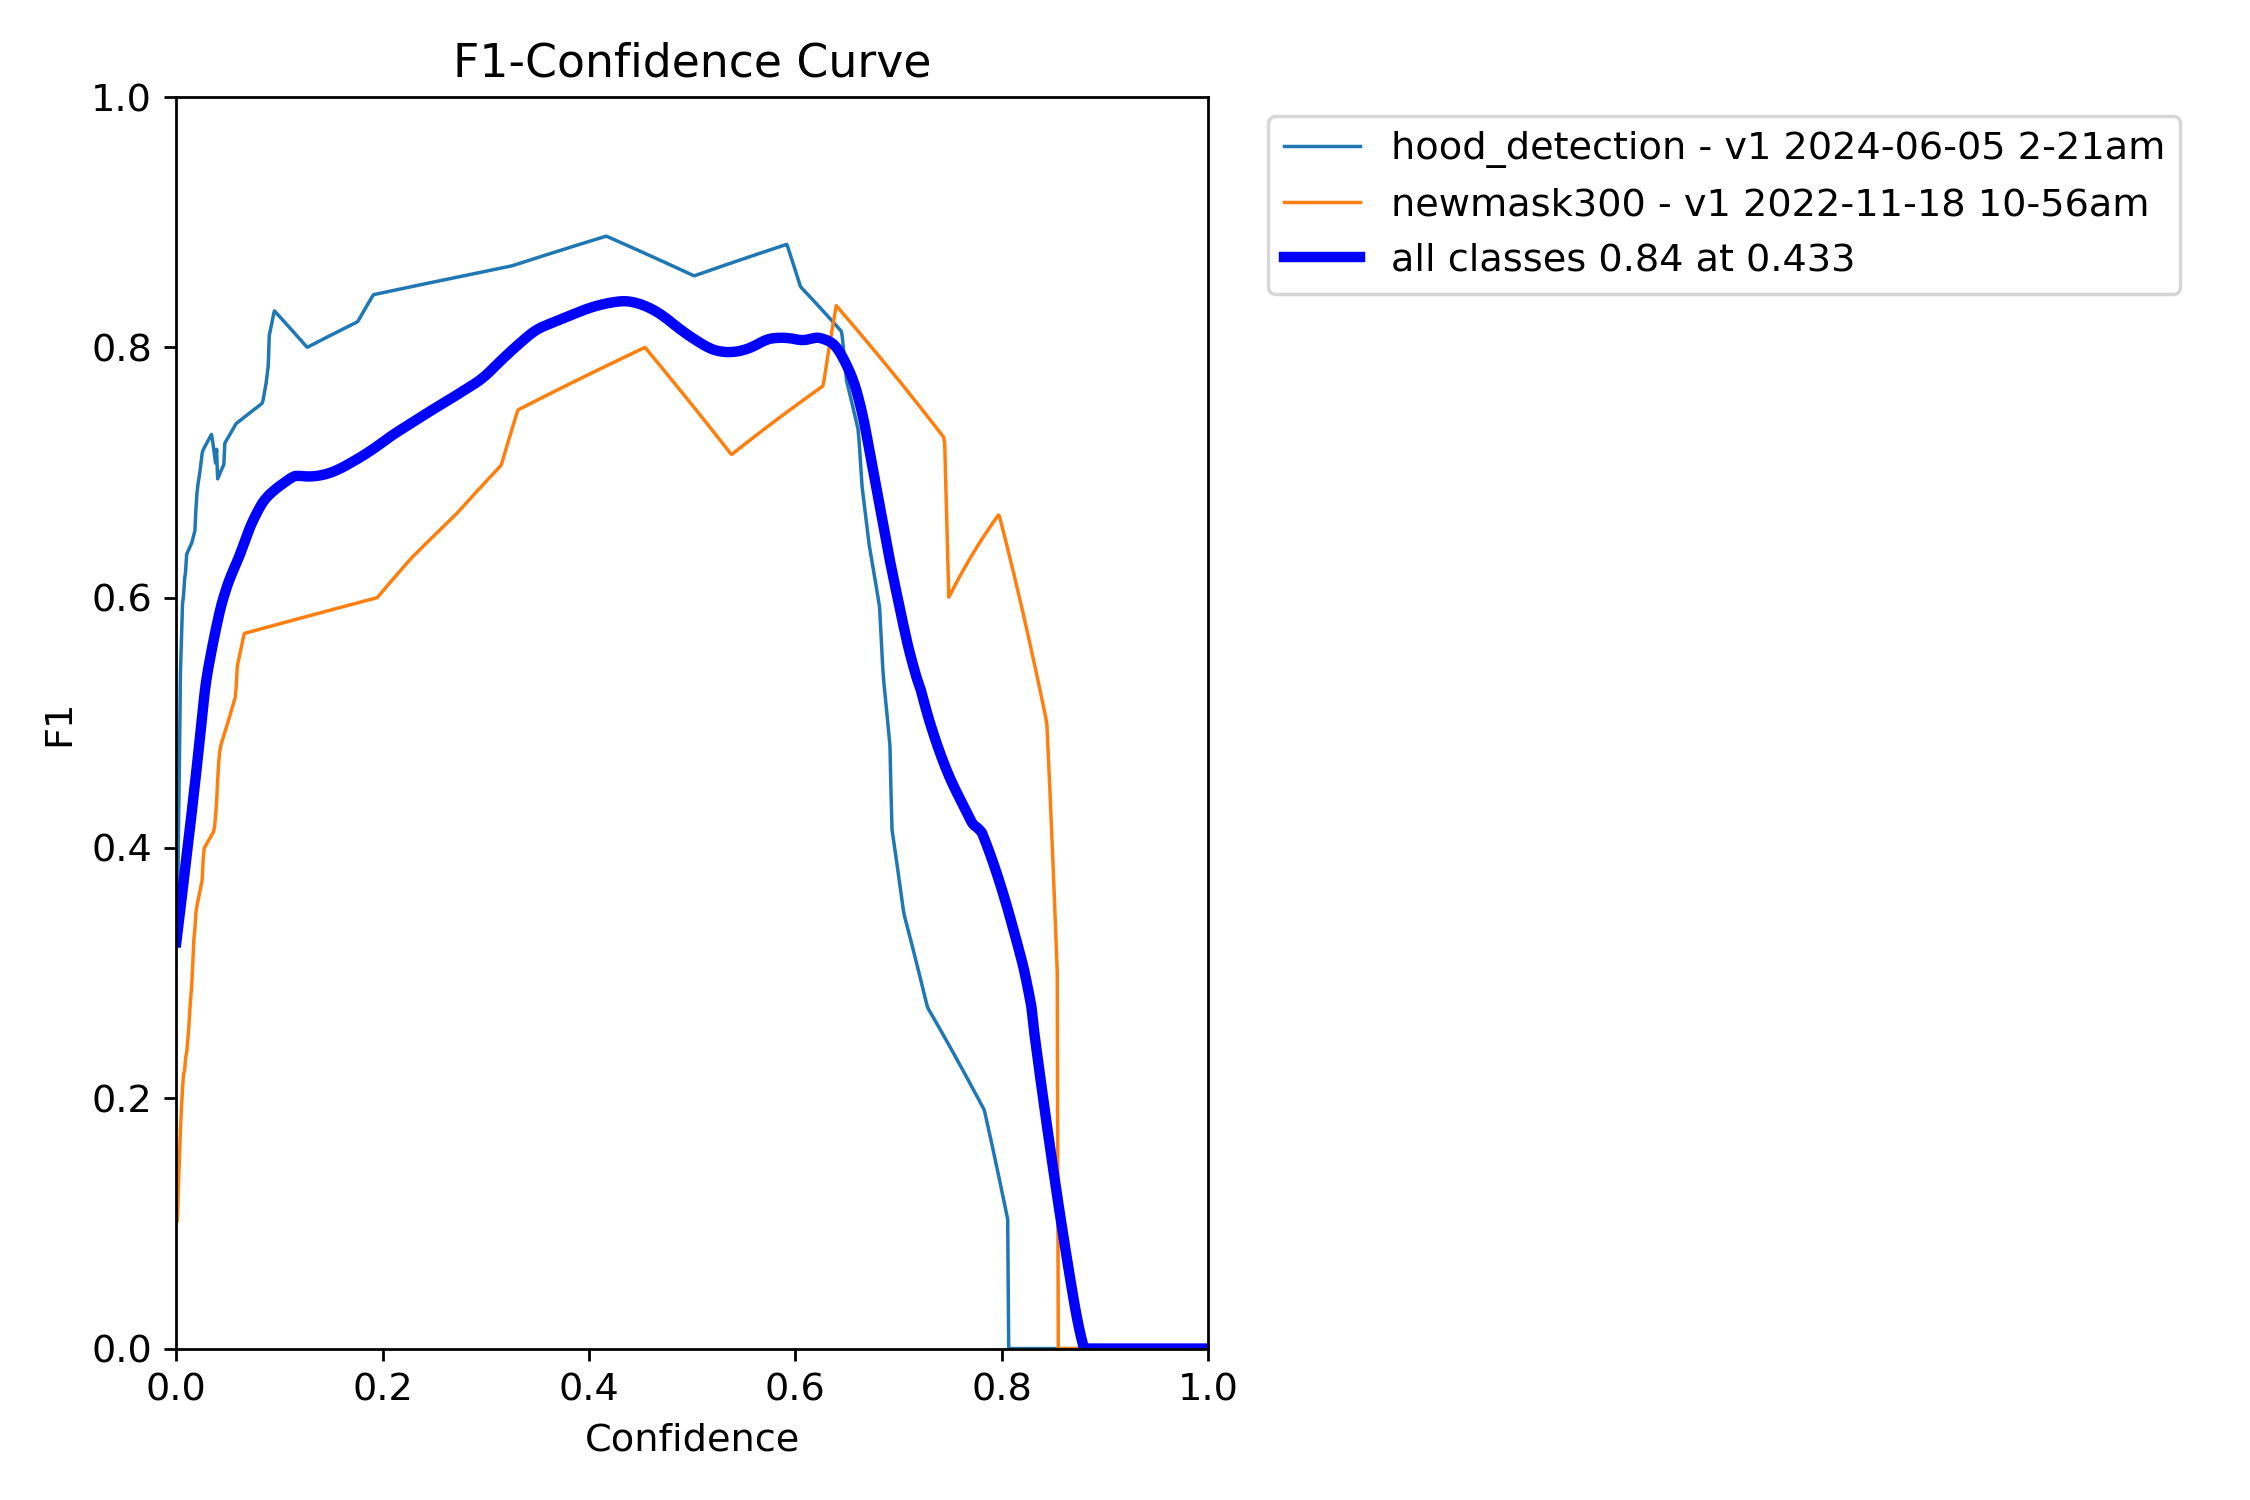 F1-Confidence Curve
1.0
0.8
0.6
0.4
0.2
0.0
F1
0.0 0.2 0.4 0.6 0.8 1.0
Confidence
hood_detection - v1 2024-06-05 2-21am
newmask300 - v1 2022-11-18 10-56am
all classes 0.84 at 0.433